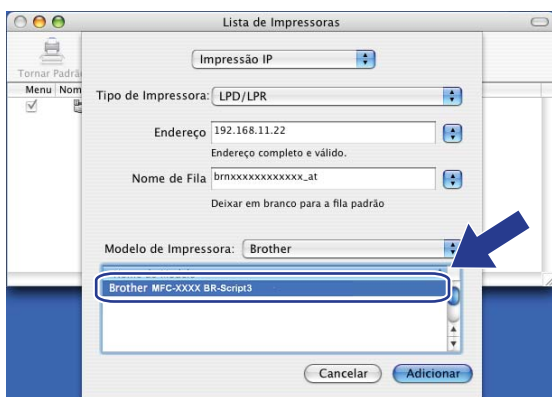 Lista de Impressoras
Impressão IP
Tornar Padrã
Menu Nom
Tipo de Impressora: LPD/LPR
Endereço 192.168.11.22
Endereço completo e válido.
Nome de Fila brnxxxxxxxxxxxx_at
Deixar em branco para a fila padrão
Modelo de Impressora: Brother
Brother MFC-XXXX BR-Script3
Cancelar Adicionar